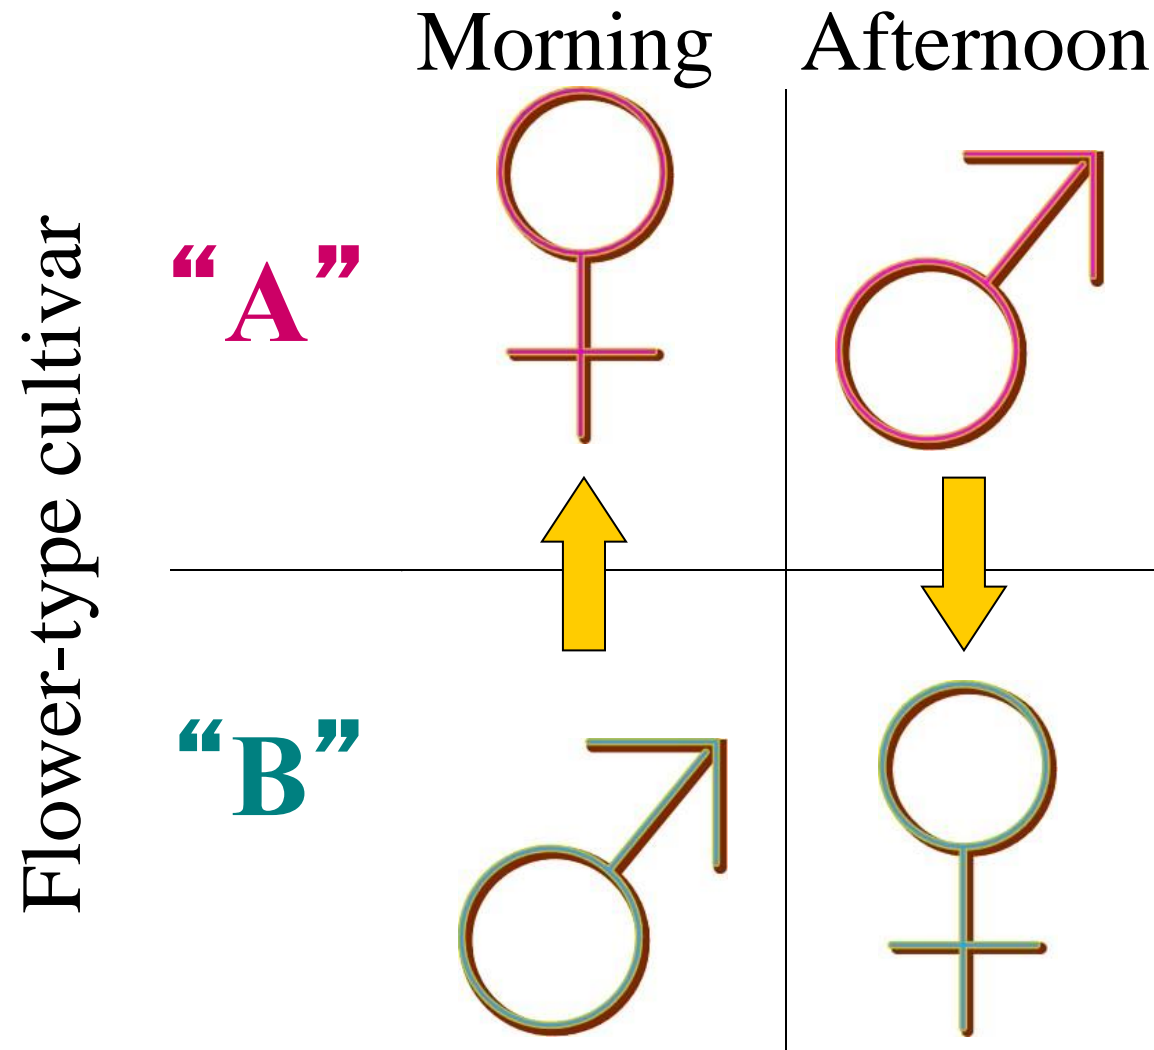 Morning Afternoon
Flower-type cultivar
“A”
“B”